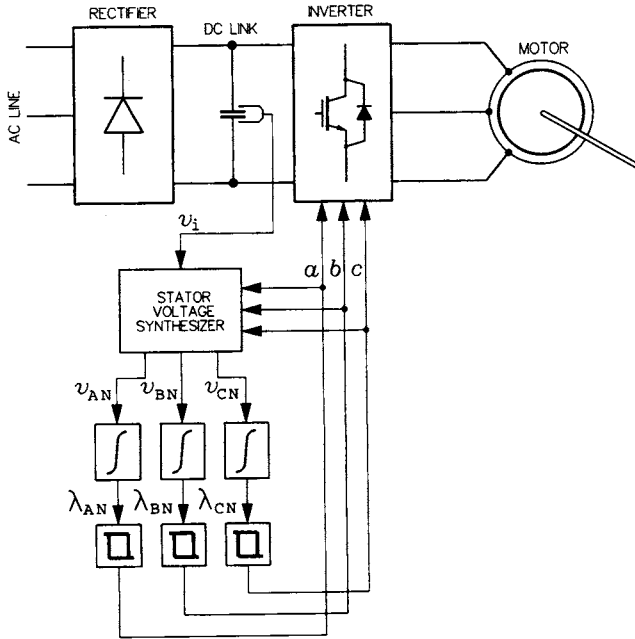 RECTIFIER
DC LINK
INVERTER
MOTOR
AC LINE
v_i
a b c
STATOR
VOLTAGE
SYNTHESIZER
v_AN v_BN v_CN
∫ ∫ ∫
λ_AN λ_BN λ_CN